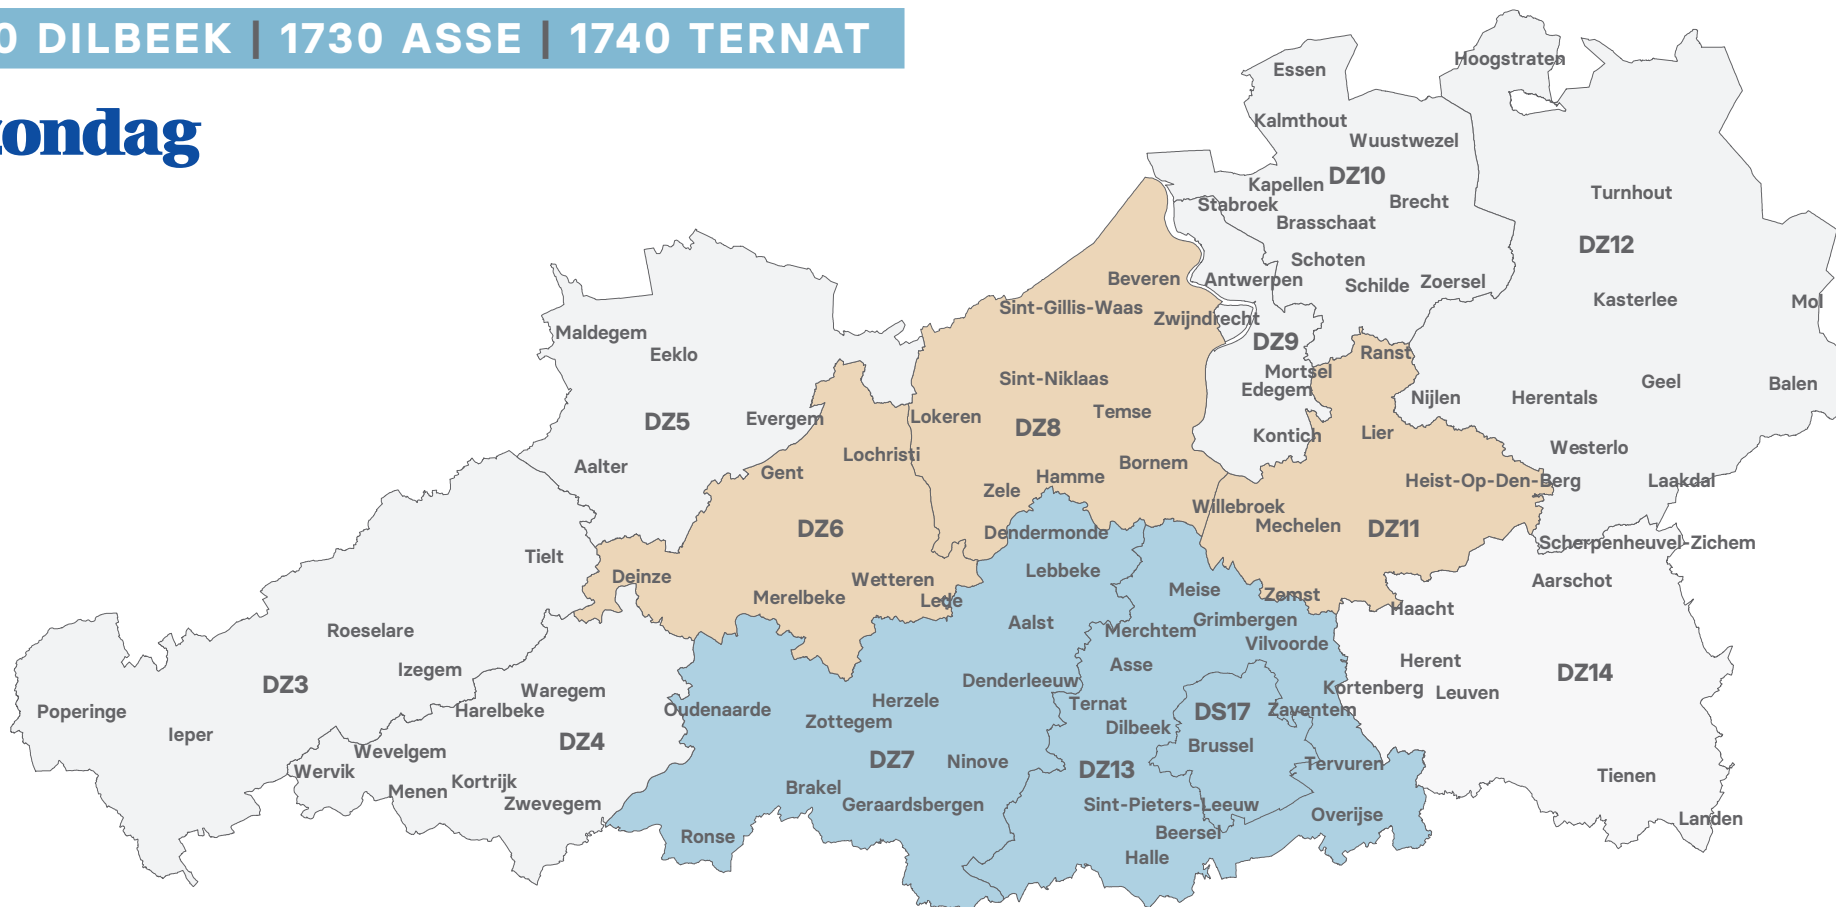 0 DILBEEK | 1730 ASSE | 1740 TERNAT
zondag
Hoogstraten
Essen
Kalmthout
Wuustwezel
DZ10
Kapellen
Turnhout
Brecht
Stabroek
Brasschaat
DZ12
Schoten
Beveren
Antwerpen
Zoersel
Schilde
Kasterlee
Mol
Sint-Gillis-Waas
Zwijndrecht
Maldegem
DZ9
Eeklo
Ranst
Mortsel
Sint-Niklaas
Geel
Balen
Edegem
Nijlen
Herentals
Temse
Lokeren
Evergem
DZ5
DZ8
Lier
Kontich
Westerlo
Lochristi
Bornem
Aalter
Gent
Hamme
Heist-Op-Den-Berg
Laakdal
Zele
Willebroek
Mechelen
DZ6
DZ11
Dendermonde
Scherpenheuvel-Zichem
Tielt
Lebbeke
Deinze
Wetteren
Aarschot
Meise
Zemst
Merelbeke
Lede
Haacht
Grimbergen
Aalst
Roeselare
Merchtem
Vilvoorde
Herent
Asse
Izegem
DZ14
Denderleeuw
DZ3
Kortenberg
Leuven
Waregem
Herzele
Ternat
Harelbeke
Oudenaarde
Zaventem
DS17
Poperinge
Zottegem
Dilbeek
Ieper
DZ4
Brussel
Wevelgem
DZ7
Ninove
Tervuren
DZ13
Wervik
Tienen
Kortrijk
Brakel
Menen
Zwevegem
Geraardsbergen
Sint-Pieters-Leeuw
Overijse
Landen
Beersel
Ronse
Halle